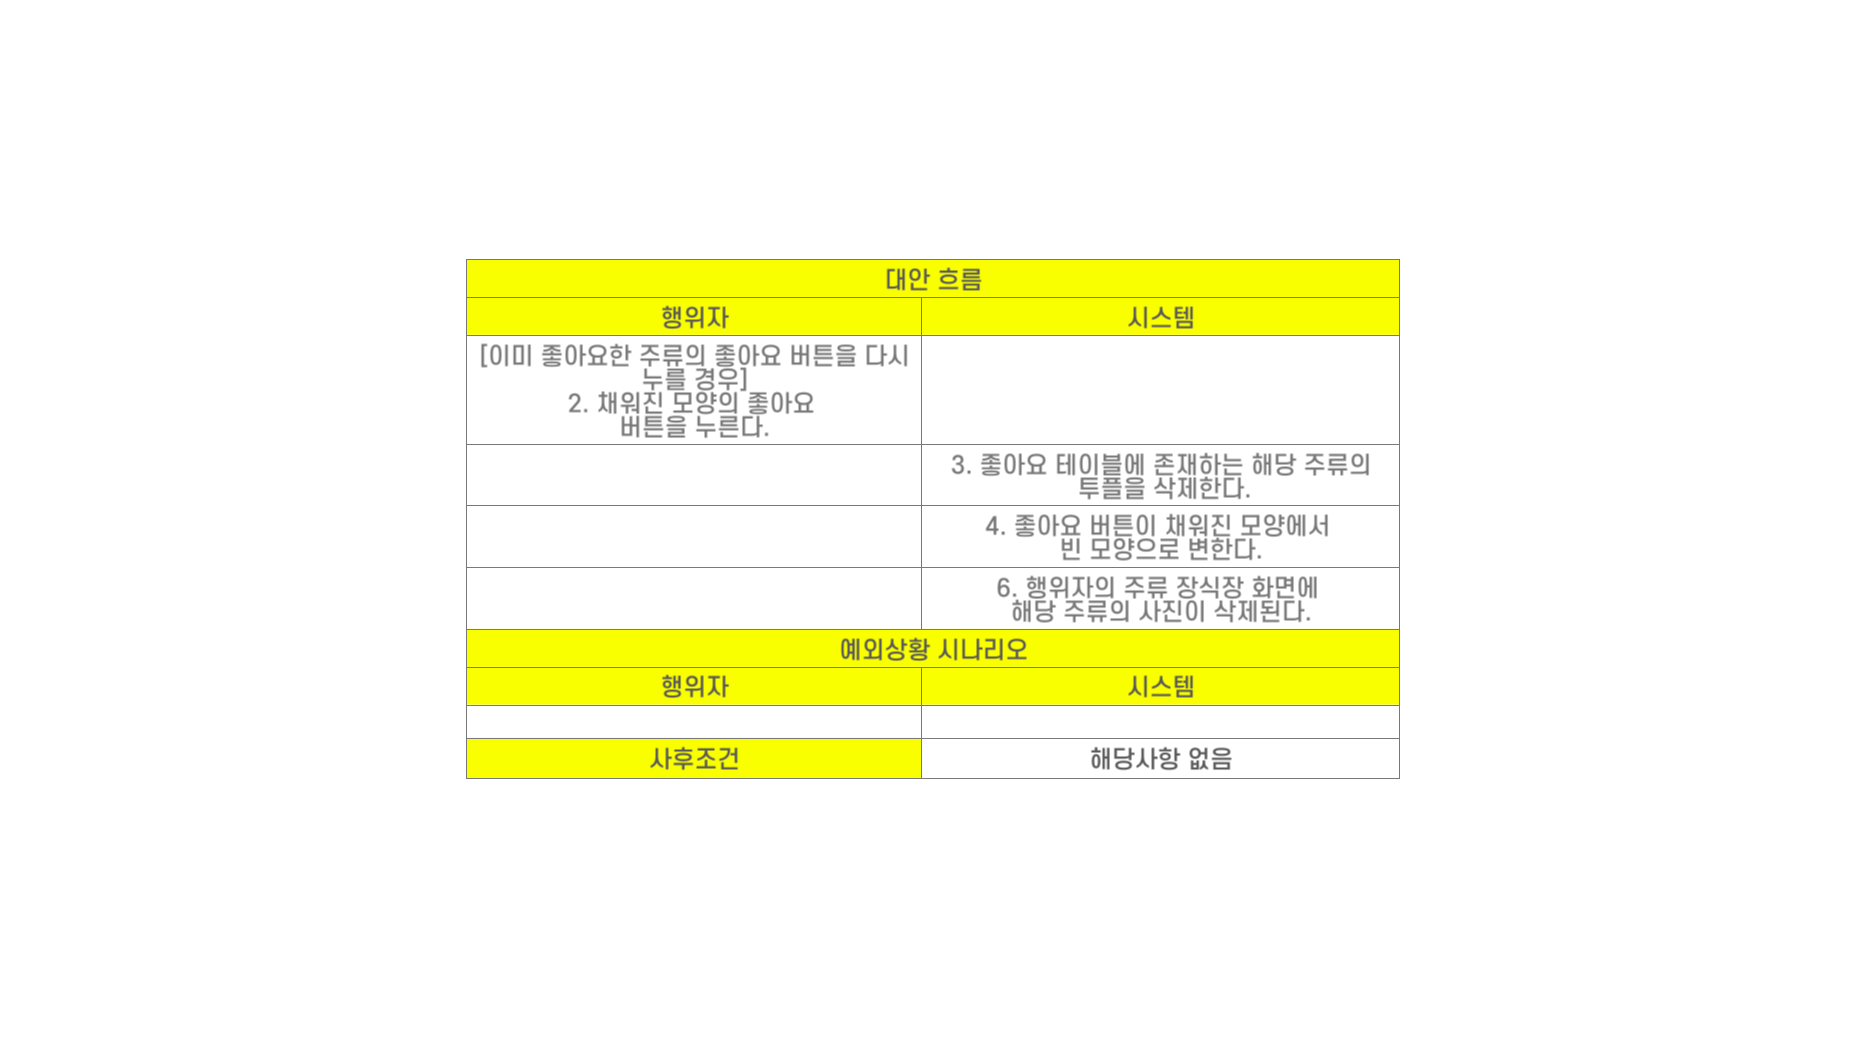 대안 흐름
행위자 시스템
[이미 좋아요한 주류의 좋아요 버튼을 다시
누를 경우]
2. 채워진 모양의 좋아요
버튼을 누른다.
3. 좋아요 테이블에 존재하는 해당 주류의
투플을 삭제한다.
4. 좋아요 버튼이 채워진 모양에서
빈 모양으로 변한다.
6. 행위자의 주류 장식장 화면에
해당 주류의 사진이 삭제된다.
예외상황 시나리오
행위자 시스템
사후조건 해당사항 없음